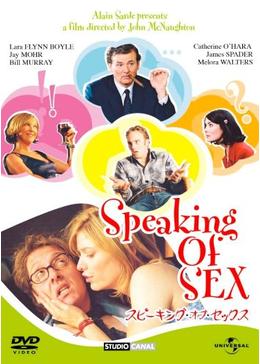 Alain Sarde presents
a film directed by John McNaughton
Lara FLYNN BOYLE
Jay MOHR
Bill MURRAY
Catherine O'HARA
James SPADER
Melora WALTERS
!!
?
Speaking
Of
SEX
スピーキング・オブ・セックス
DVD
VIDEO
STUDIO CANAL
UNIVERSAL